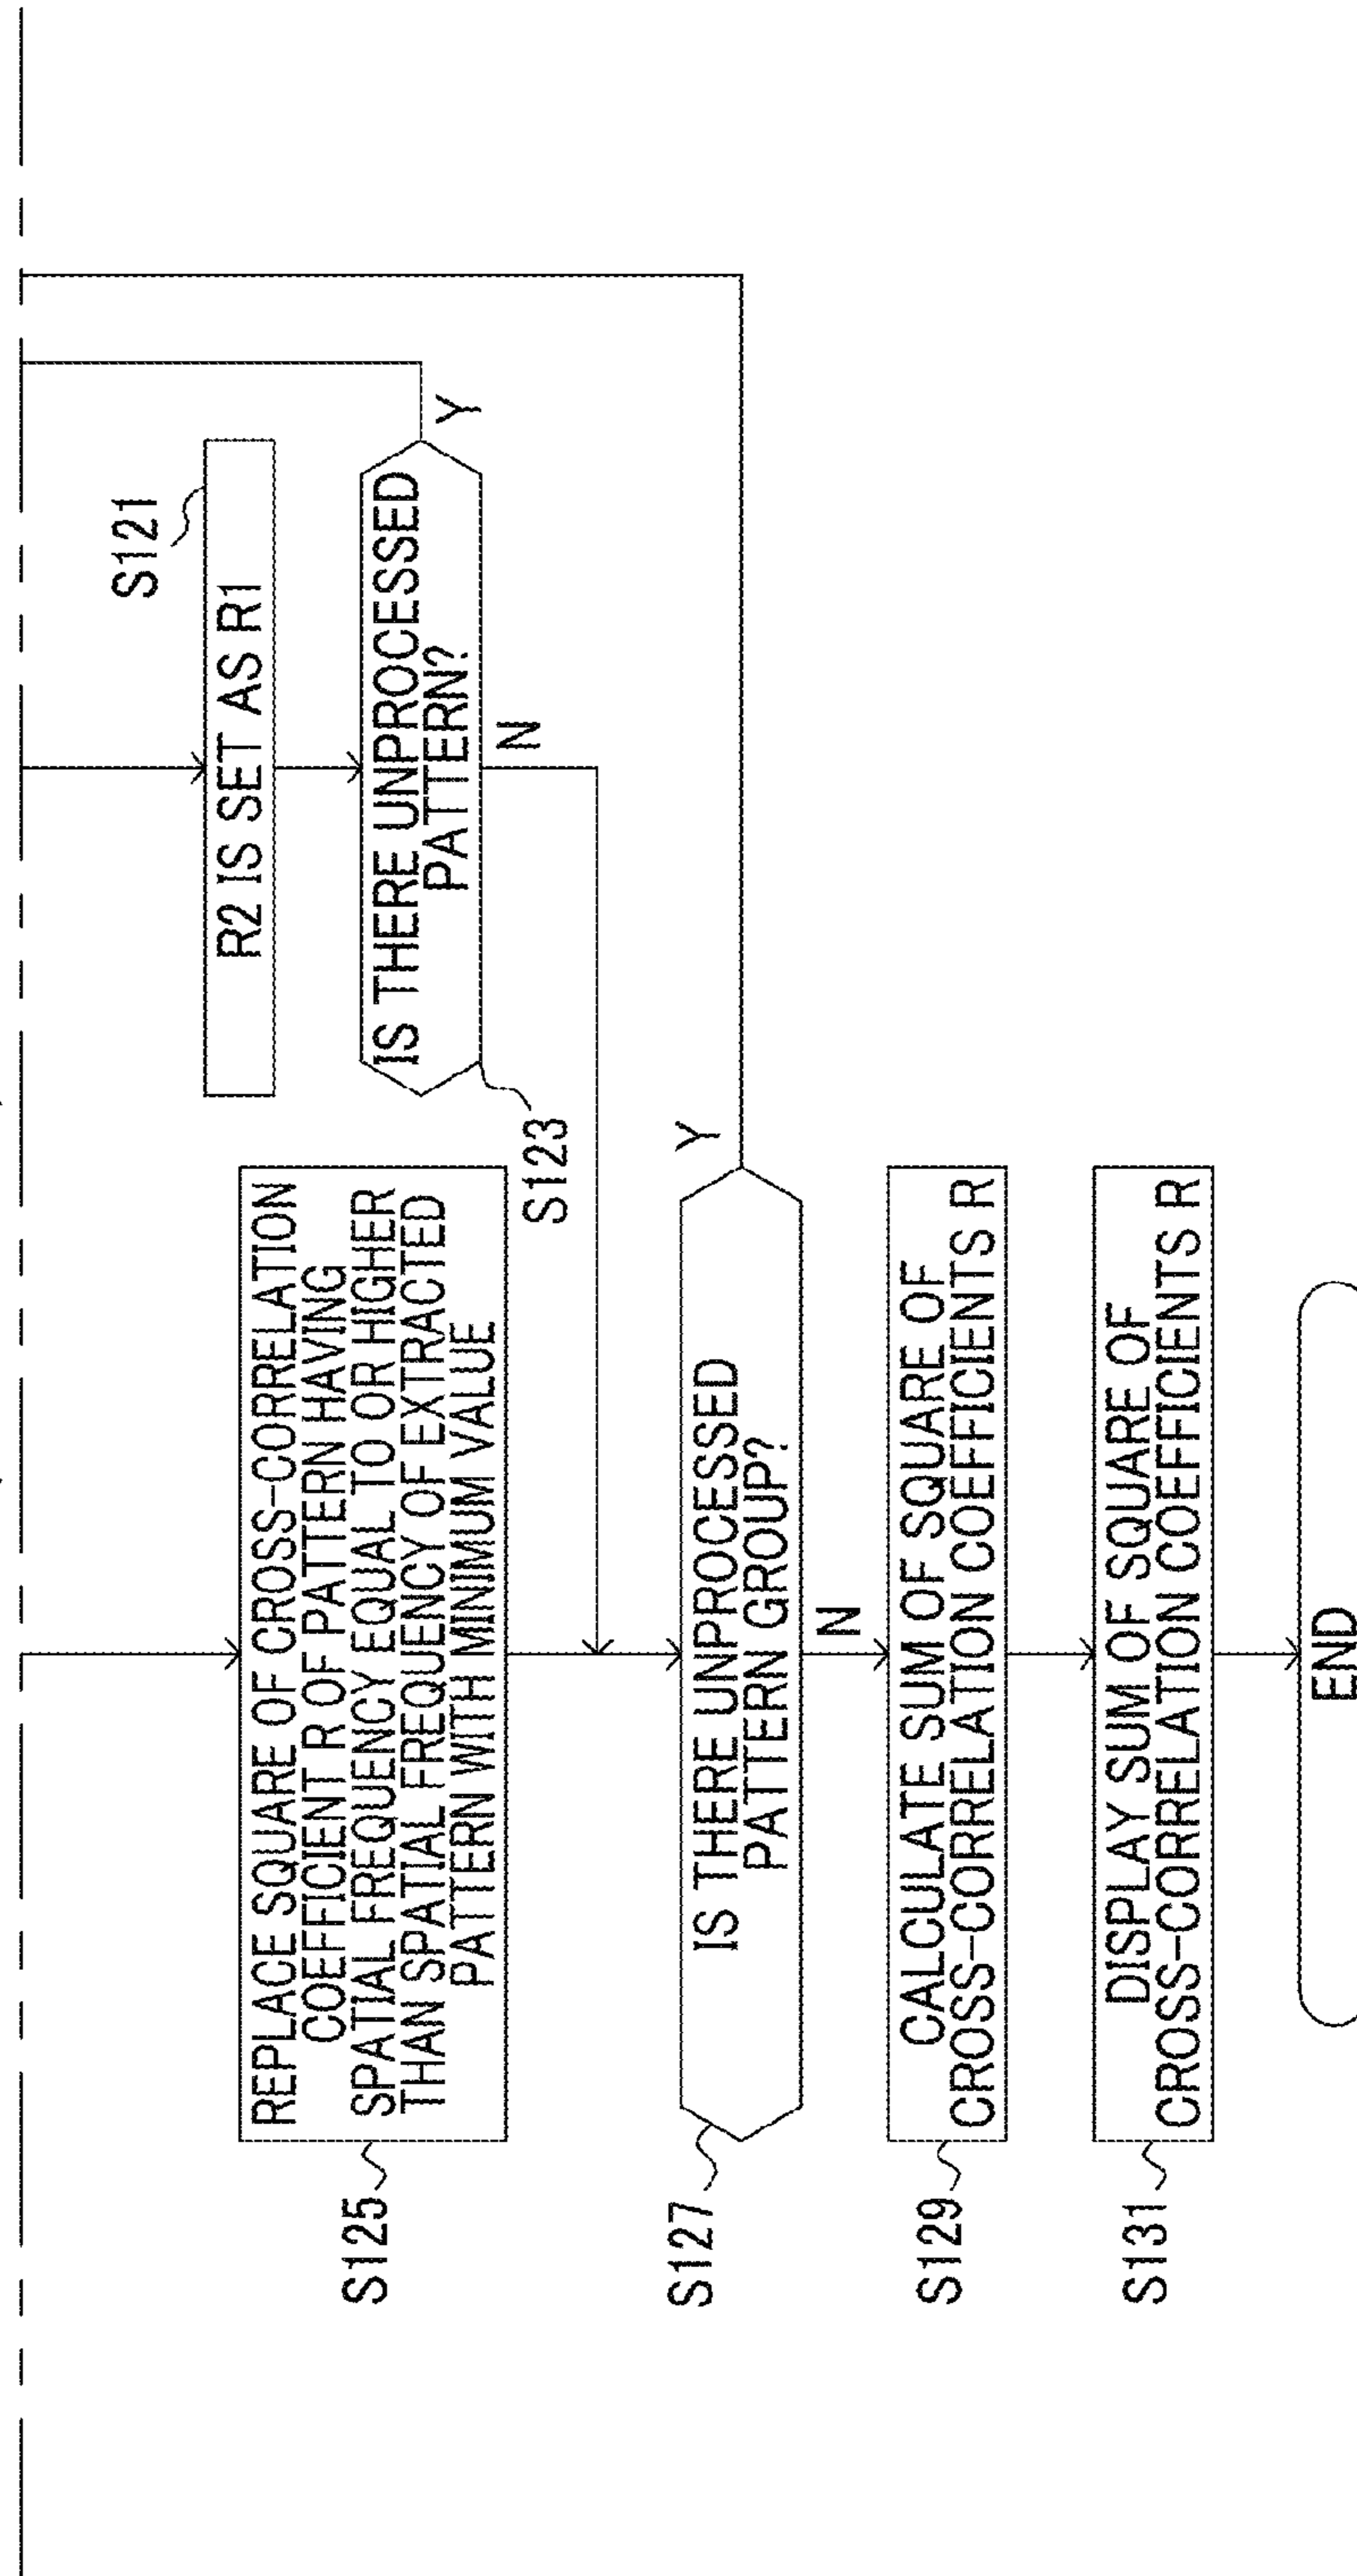 S121
R2 IS SET AS R1
IS THERE UNPROCESSED
PATTERN?
Y
N
S123
REPLACE SQUARE OF CROSS-CORRELATION
COEFFICIENT R OF PATTERN HAVING
SPATIAL FREQUENCY EQUAL TO OR HIGHER
THAN SPATIAL FREQUENCY OF EXTRACTED
PATTERN WITH MINIMUM VALUE
S125
IS THERE UNPROCESSED
PATTERN GROUP?
Y
N
S127
CALCULATE SUM OF SQUARE OF
CROSS-CORRELATION COEFFICIENTS R
S129
DISPLAY SUM OF SQUARE OF
CROSS-CORRELATION COEFFICIENTS R
S131
END